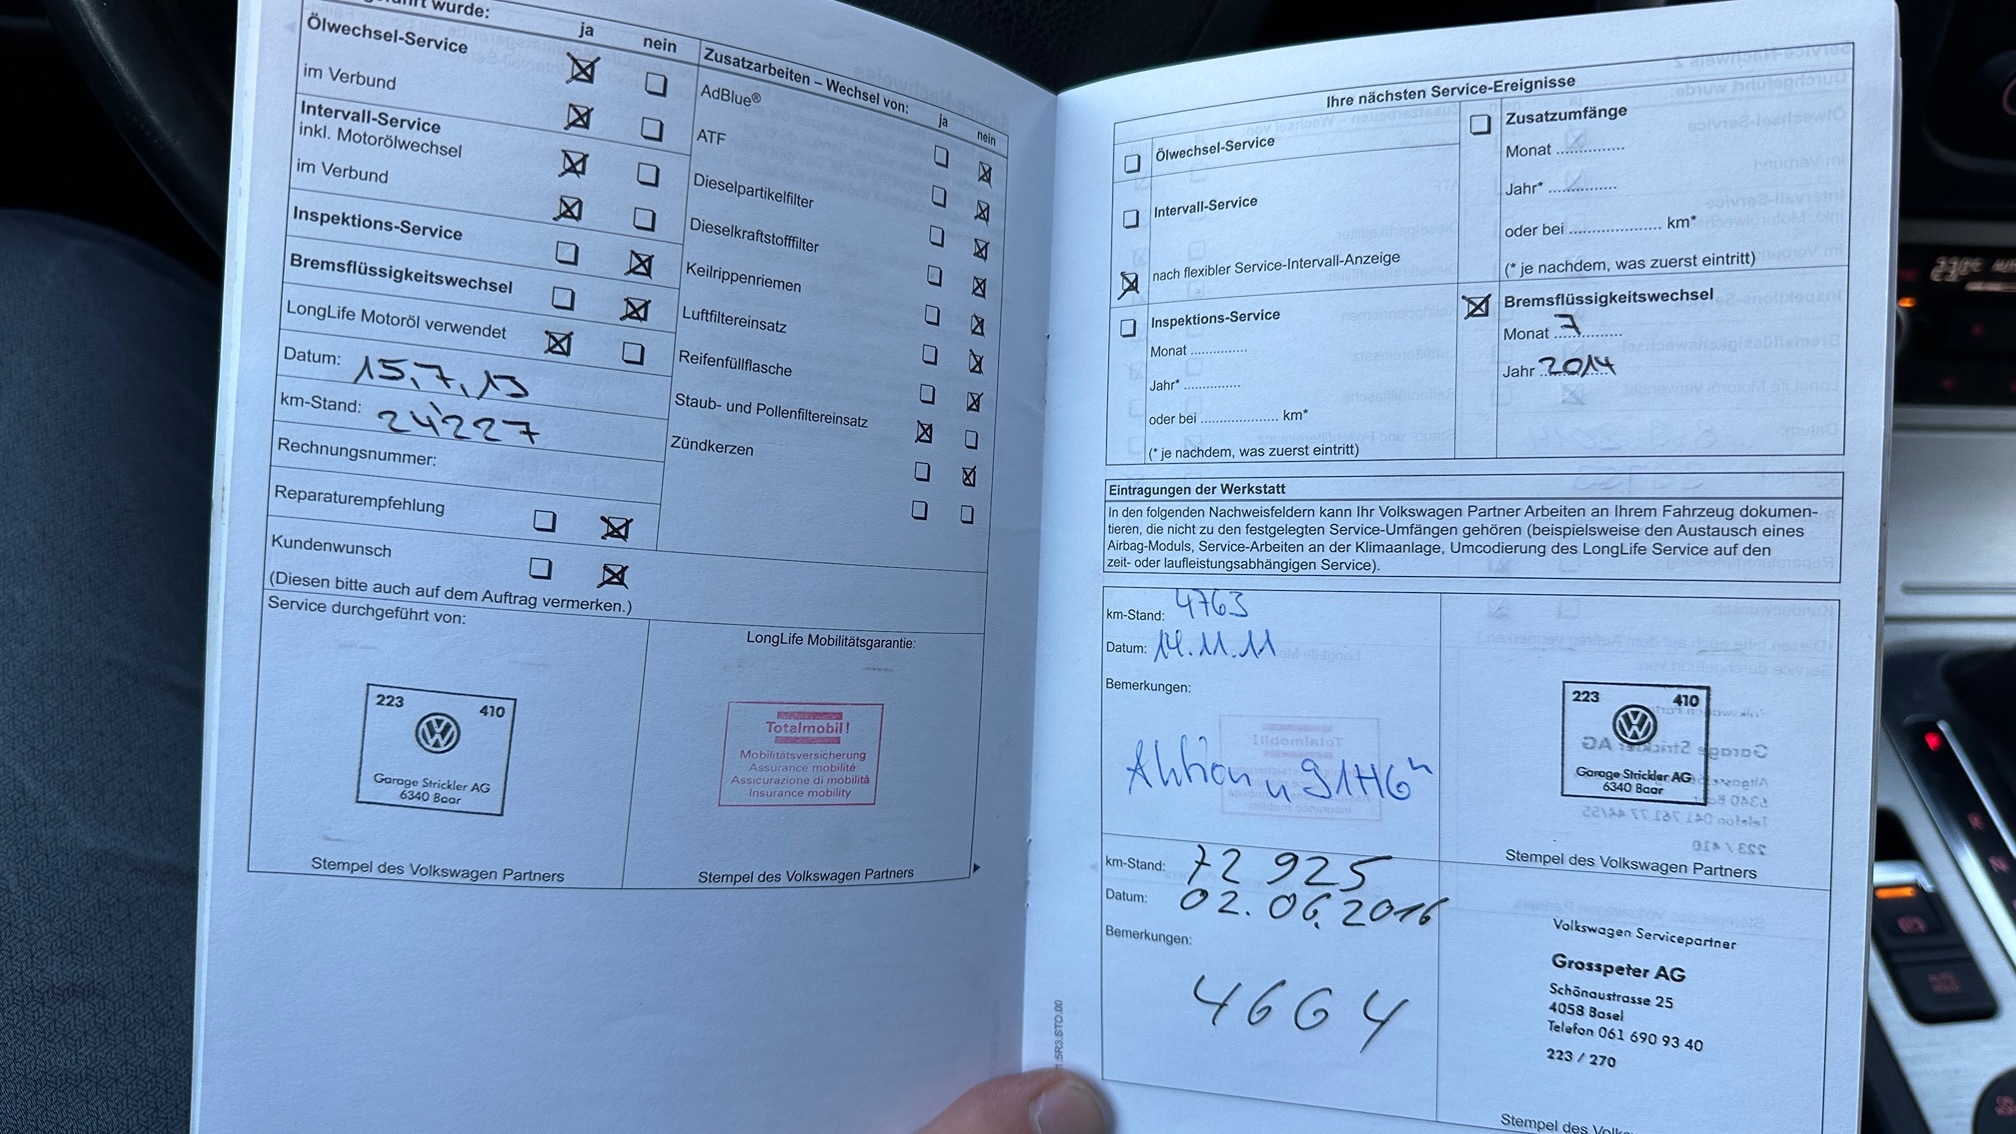 geführt wurde:
ja nein
Ölwechsel-Service
im Verbund
Intervall-Service
inkl. Motorölwechsel
im Verbund
Inspektions-Service
Bremsflüssigkeitswechsel
LongLife Motoröl verwendet
Datum: 15.7.13
km-Stand: 24'227
Rechnungsnummer:
Reparaturempfehlung
Kundenwunsch
(Diesen bitte auch auf dem Auftrag vermerken.)
Zusatzarbeiten – Wechsel von:
ja nein
AdBlue®
ATF
Dieselpartikelfilter
Dieselkraftstofffilter
Keilrippenriemen
Luftfiltereinsatz
Reifenfüllflasche
Staub- und Pollenfiltereinsatz
Zündkerzen
Service durchgeführt von:
223 410
Garage Strickler AG
6340 Baar
Stempel des Volkswagen Partners
LongLife Mobilitätsgarantie:
Totalmobil!
Mobilitätsversicherung
Assurance mobilité
Assicurazione di mobilità
Insurance mobility
Stempel des Volkswagen Partners
Ihre nächsten Service-Ereignisse
Ölwechsel-Service
Intervall-Service
nach flexibler Service-Intervall-Anzeige
Inspektions-Service
Monat ..............
Jahr* ..............
oder bei .................... km*
(* je nachdem, was zuerst eintritt)
Zusatzumfänge
Monat ..............
Jahr* ..............
oder bei .................... km*
(* je nachdem, was zuerst eintritt)
Bremsflüssigkeitswechsel
Monat 7
Jahr 2014
Eintragungen der Werkstatt
In den folgenden Nachweisfeldern kann Ihr Volkswagen Partner Arbeiten an Ihrem Fahrzeug dokumen-
tieren, die nicht zu den festgelegten Service-Umfängen gehören (beispielsweise den Austausch eines
Airbag-Moduls, Service-Arbeiten an der Klimaanlage, Umcodierung des LongLife Service auf den
zeit- oder laufleistungsabhängigen Service).
km-Stand: 4763
Datum: 14.11.11
Bemerkungen:
Aktion "91H6"
223 410
Garage Strickler AG
6340 Baar
Stempel des Volkswagen Partners
km-Stand: 72 925
Datum: 02.06.2016
Bemerkungen:
4664
Volkswagen Servicepartner
Grosspeter AG
Schönaustrasse 25
4058 Basel
Telefon 061 690 93 40
223 / 270
Stempel des
.5R3.STO.00